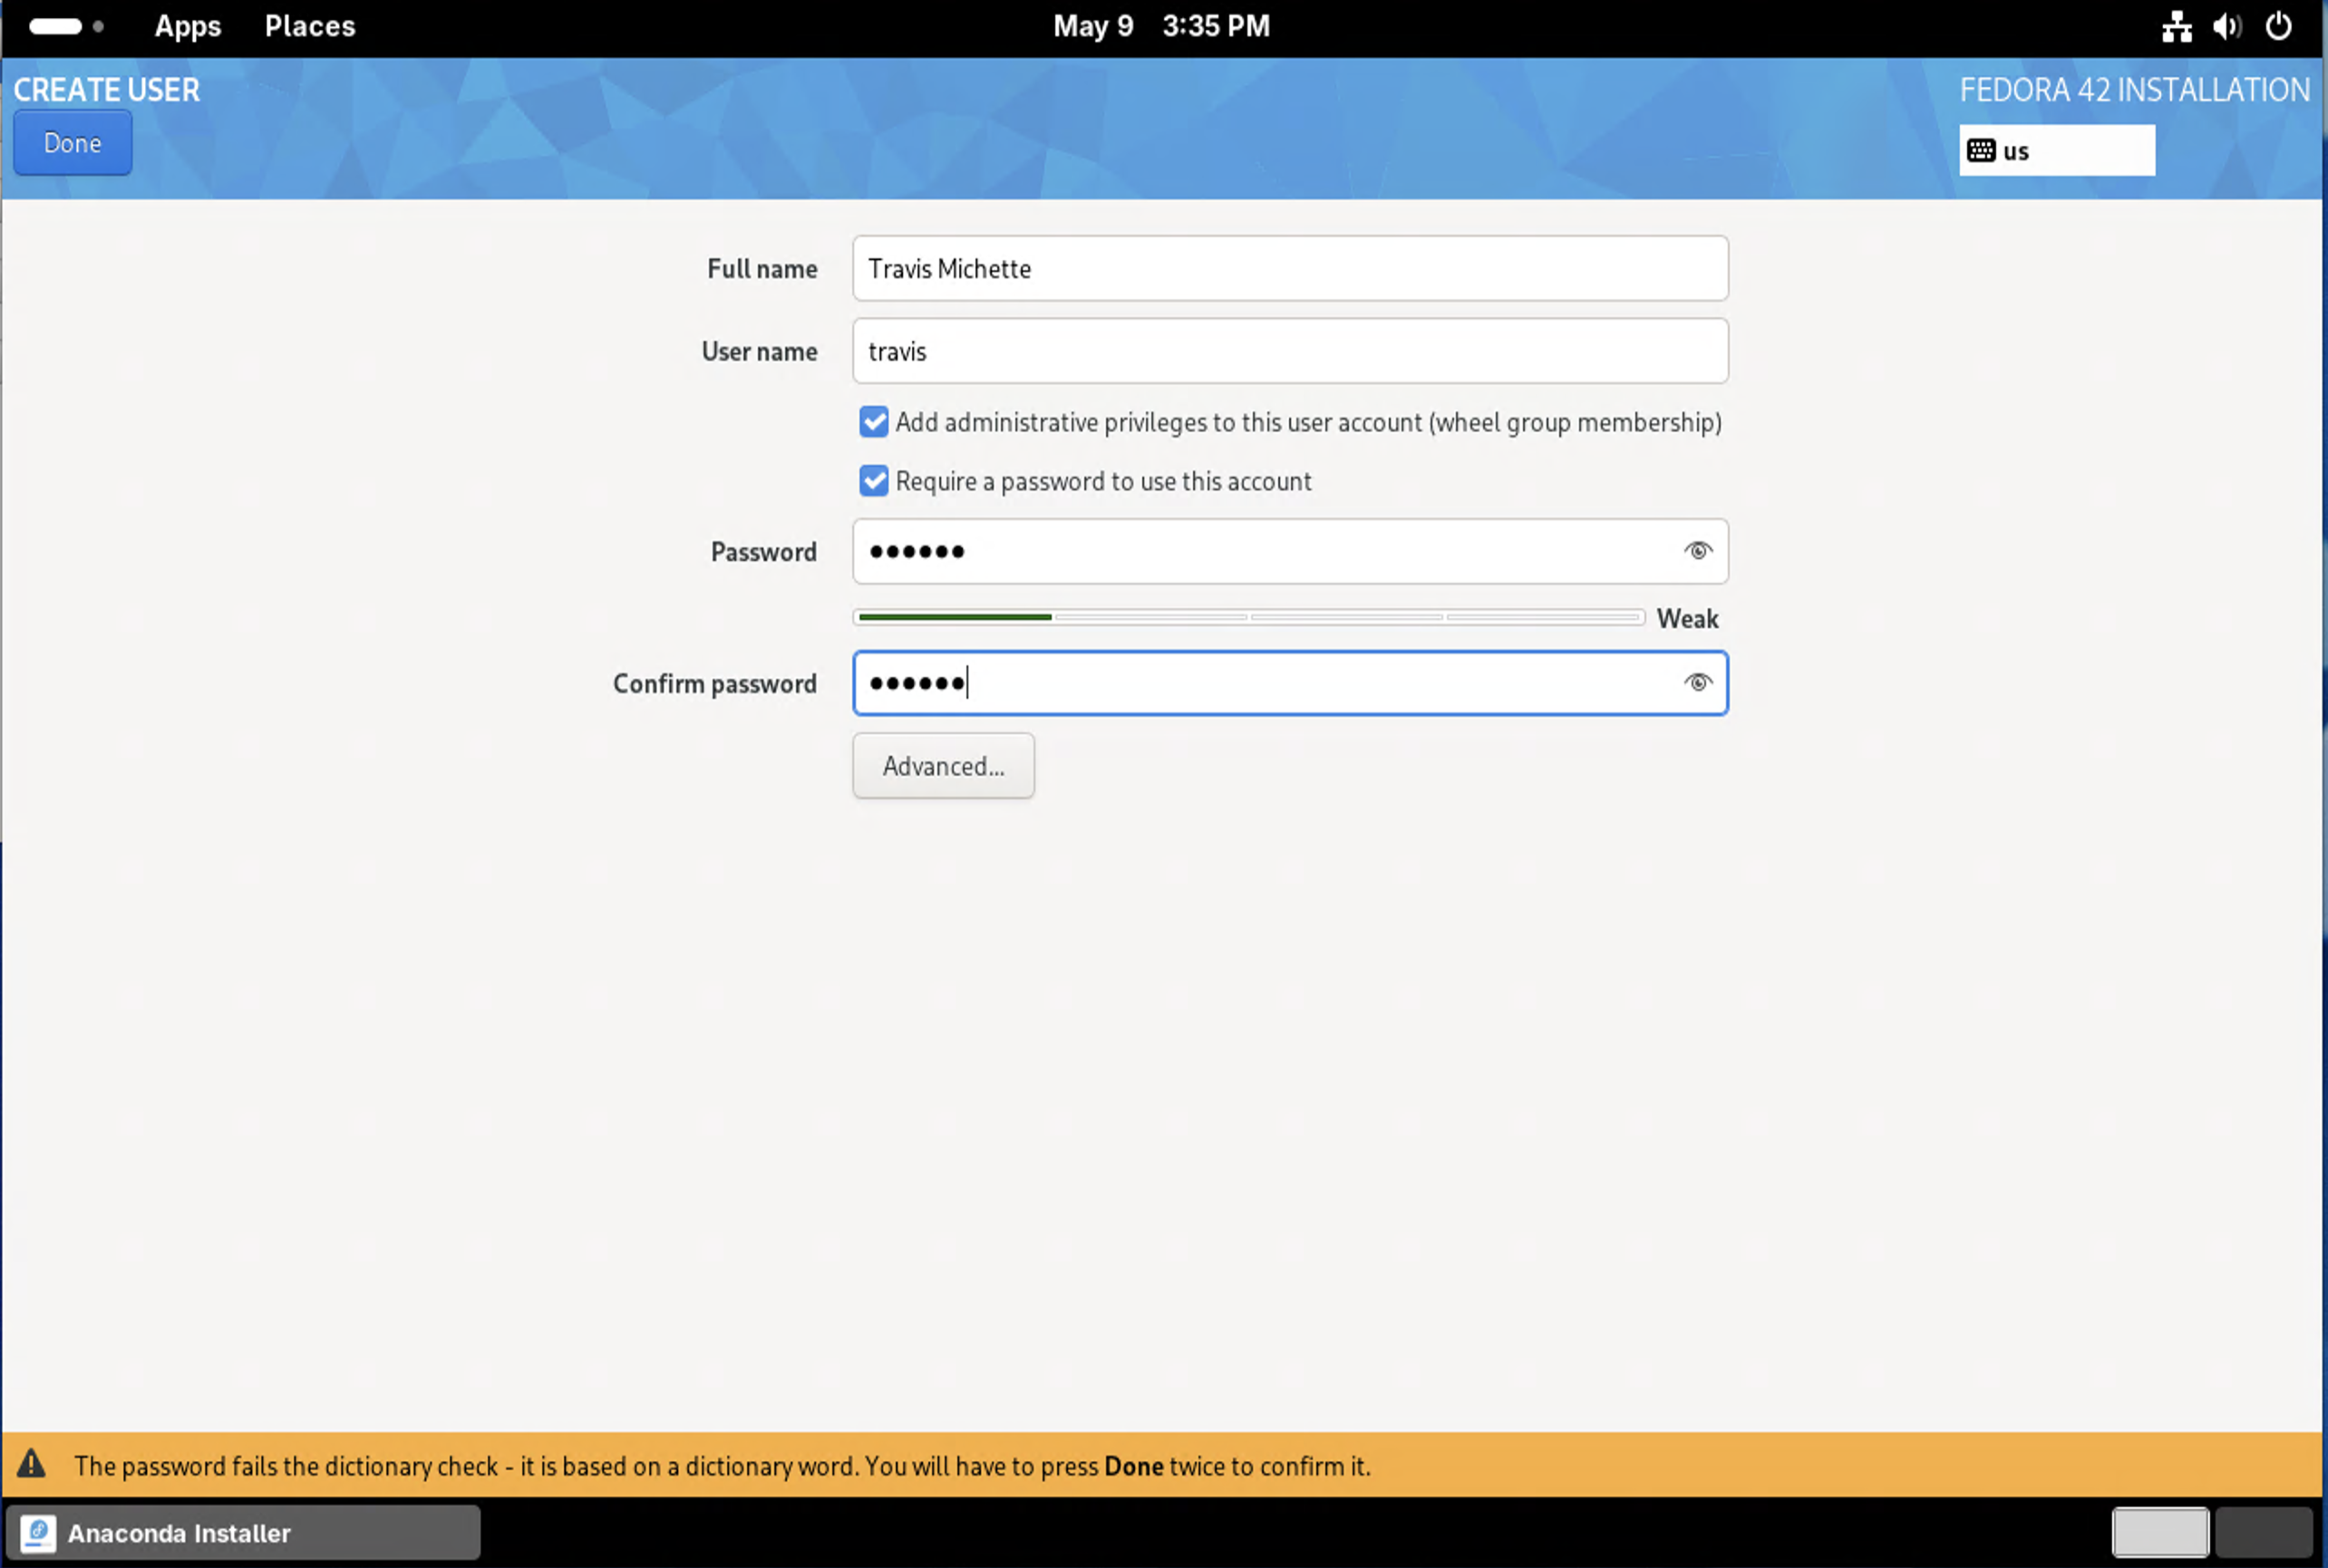 Apps Places May 9 3:35 PM
CREATE USER FEDORA 42 INSTALLATION
Done us
Full name Travis Michette
User name travis
Add administrative privileges to this user account (wheel group membership)
Require a password to use this account
Password ••••••
Weak
Confirm password ••••••
Advanced...
The password fails the dictionary check - it is based on a dictionary word. You will have to press Done twice to confirm it.
Anaconda Installer